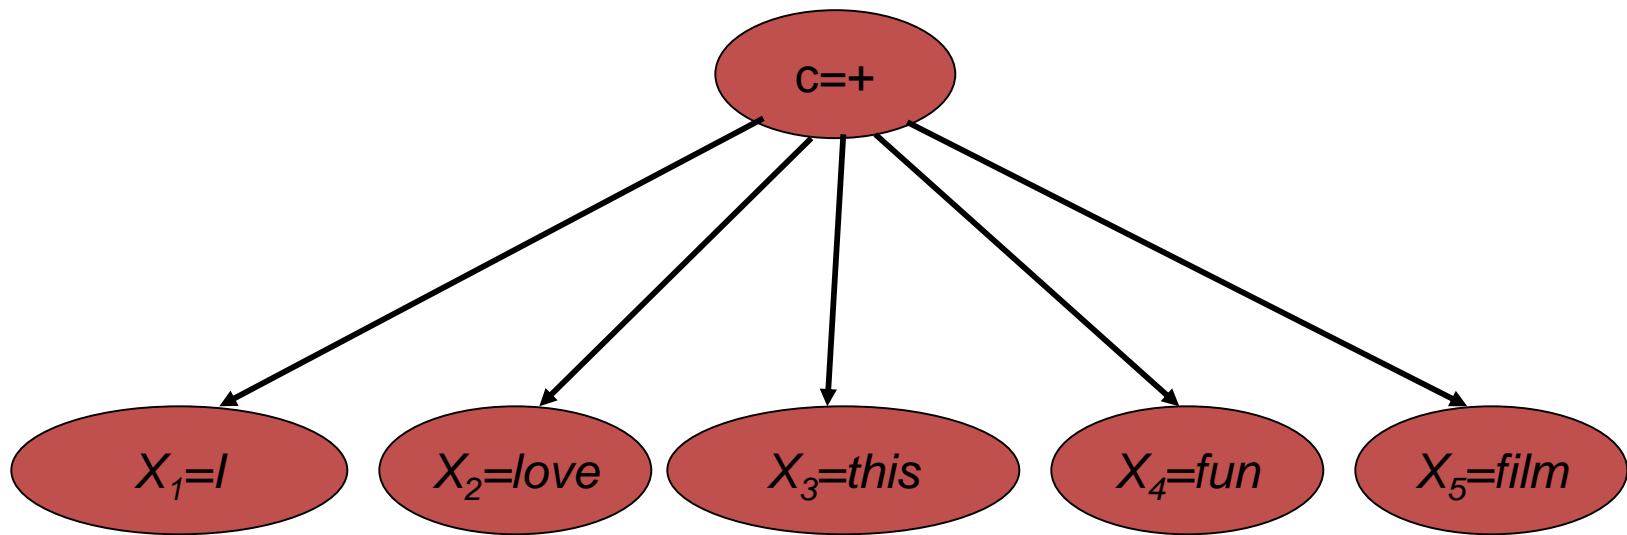 c=+
X₁=I
X₂=love
X₃=this
X₄=fun
X₅=film